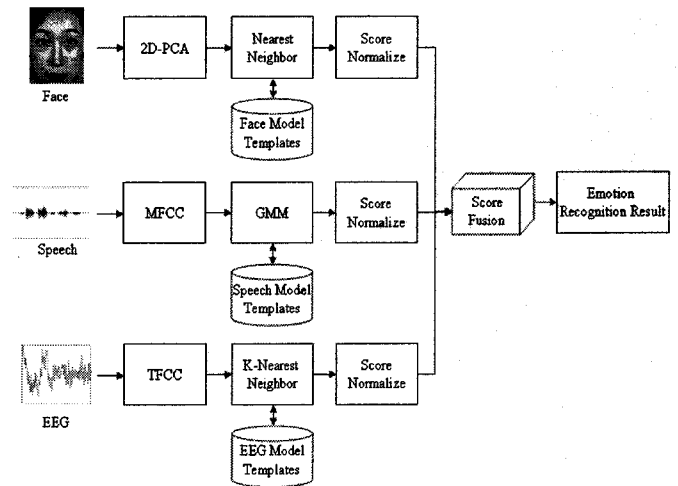 Face
2D-PCA
Nearest
Neighbor
Score
Normalize
Face Model
Templates
Speech
MFCC
GMM
Score
Normalize
Speech Model
Templates
Score
Fusion
Emotion
Recognition Result
EEG
TFCC
K-Nearest
Neighbor
Score
Normalize
EEG Model
Templates